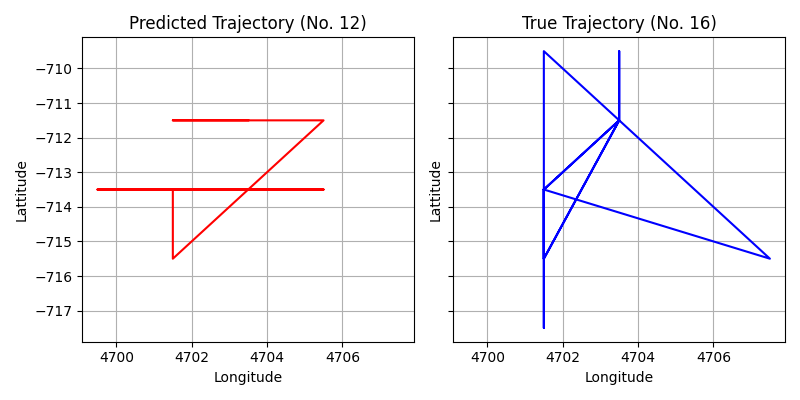 Predicted Trajectory (No. 12)
True Trajectory (No. 16)
Lattitude
−710
−711
−712
−713
−714
−715
−716
−717
4700
4702
4704
4706
Longitude
Lattitude
4700
4702
4704
4706
Longitude